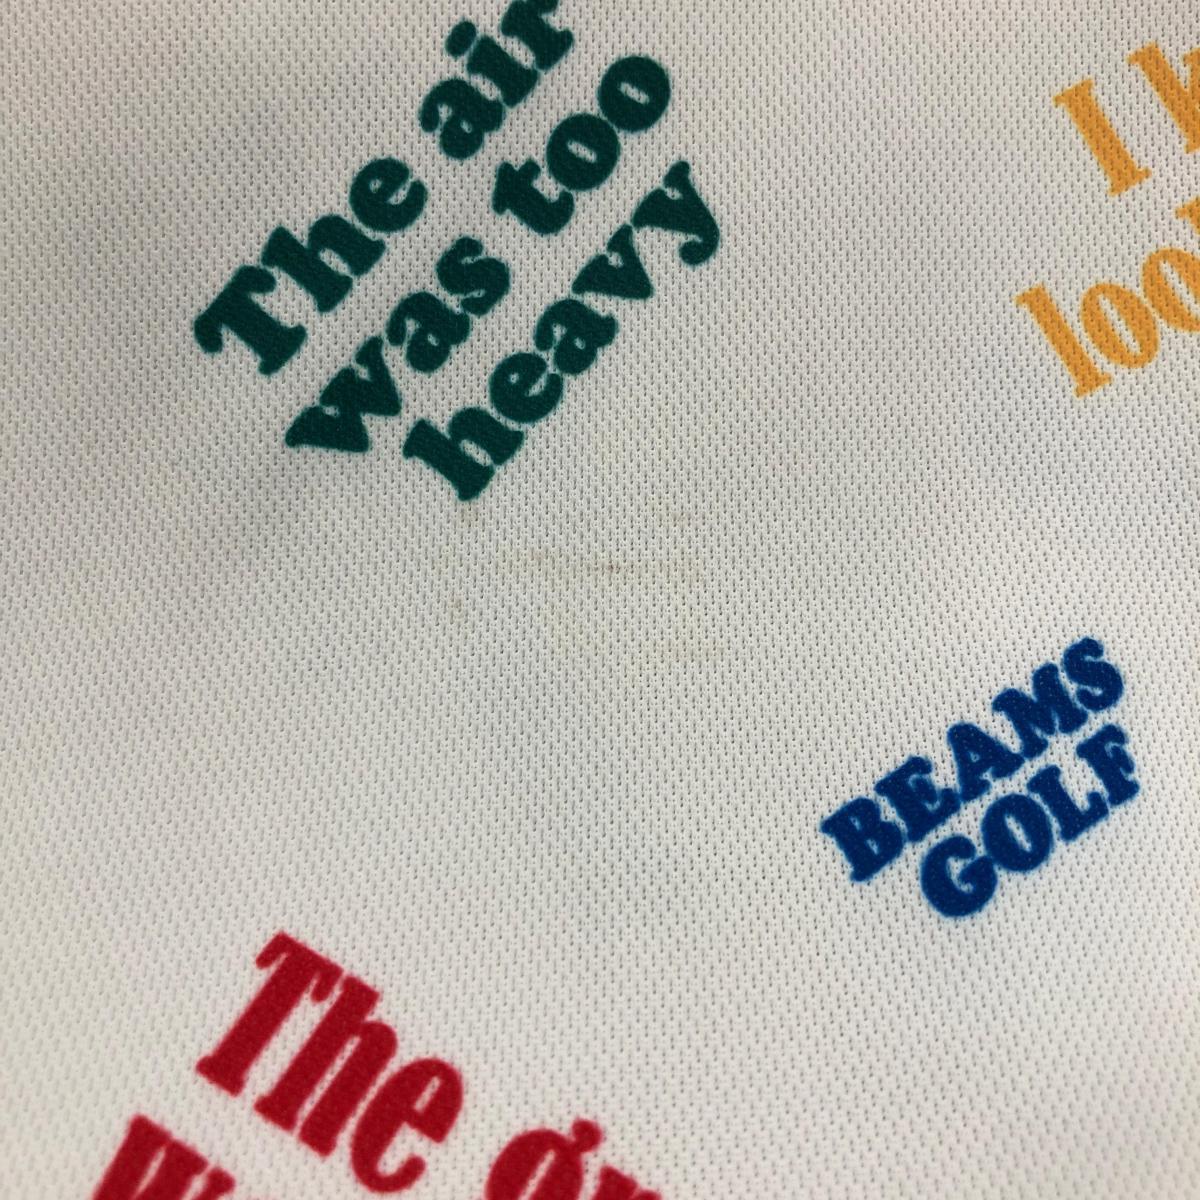 The air
was too
heavy
I
BEAMS
GOLF
The